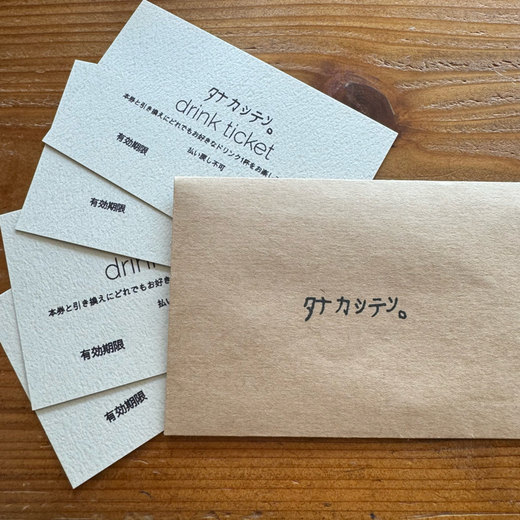 タナカシテン。
drink ticket
本券と引き換えにどれでもお好きなドリンク1杯をお楽し
払い戻し不可
有効期限
有効期限
drin
本券と引き換えにどれでもお好き
払い
有効期限
有効期限
タナカシテン。